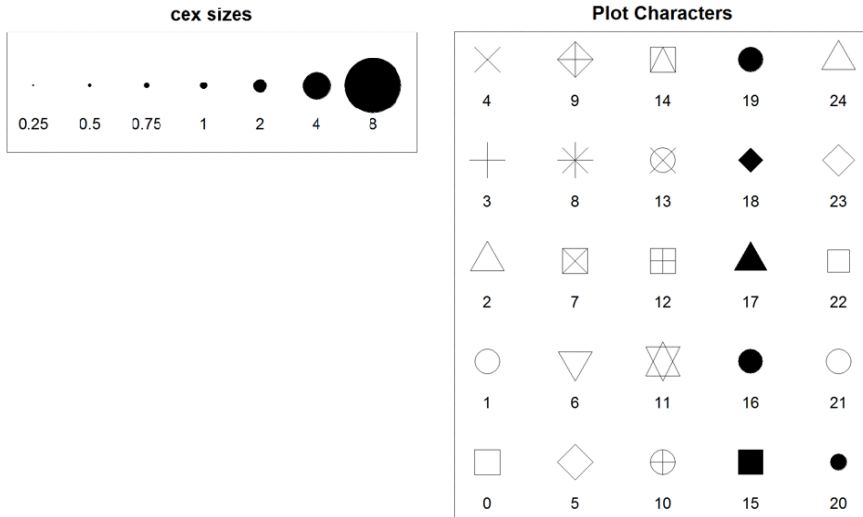 cex sizes
0.25 0.5 0.75 1 2 4 8
Plot Characters
4 9 14 19 24
3 8 13 18 23
2 7 12 17 22
1 6 11 16 21
0 5 10 15 20